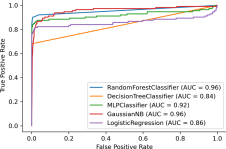 True Positive Rate
1.0
0.8
0.6
0.4
0.2
0.0
RandomForestClassifier (AUC = 0.96)
DecisionTreeClassifier (AUC = 0.84)
MLPClassifier (AUC = 0.92)
GaussianNB (AUC = 0.96)
LogisticRegression (AUC = 0.86)
0.0 0.2 0.4 0.6 0.8 1.0
False Positive Rate